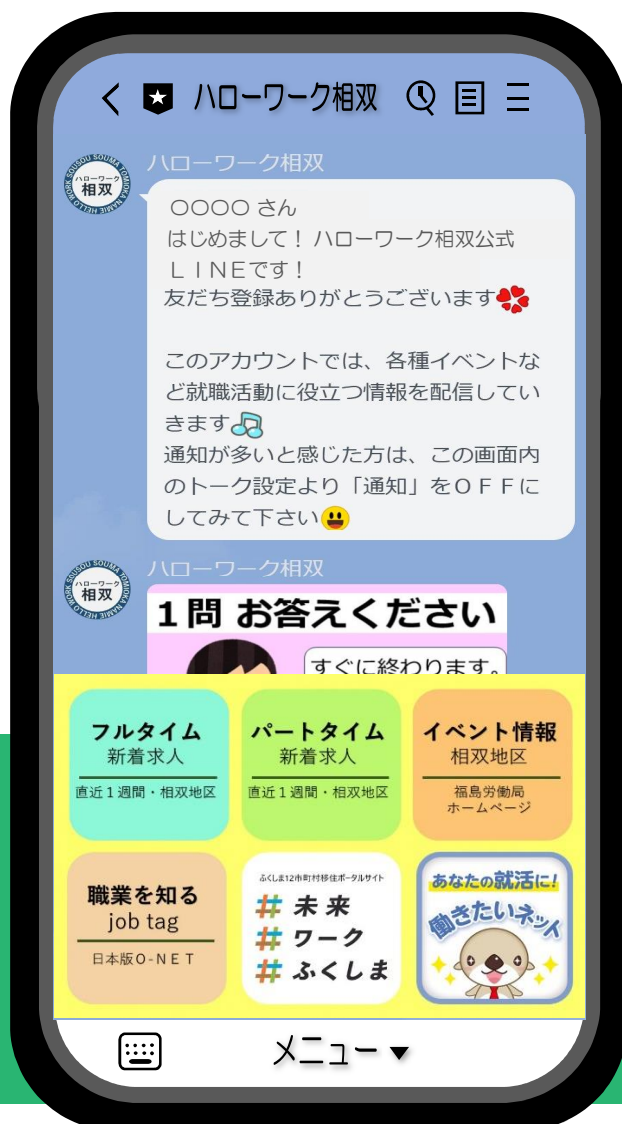 ハローワーク相双
ハローワーク相双
SOUSOU SOUMA TOMIOKA NAMIE HELLO WORK
ハローワーク
相双
〇〇〇〇 さん
はじめまして！ ハローワーク相双公式
ＬＩＮＥです！
友だち登録ありがとうございます
このアカウントでは、各種イベントな
ど就職活動に役立つ情報を配信してい
きます
通知が多いと感じた方は、この画面内
のトーク設定より「通知」をＯＦＦに
してみて下さい
ハローワーク相双
SOUSOU SOUMA TOMIOKA NAMIE HELLO WORK
ハローワーク
相双
１問 お答えください
すぐに終わります。
フルタイム
新着求人
直近１週間・相双地区
パートタイム
新着求人
直近１週間・相双地区
イベント情報
相双地区
福島労働局
ホームページ
職業を知る
job tag
日本版O-NET
ふくしま12市町村移住ポータルサイト
# 未来
# ワーク
# ふくしま
あなたの就活に!
働きたいネット
メニュー ▼